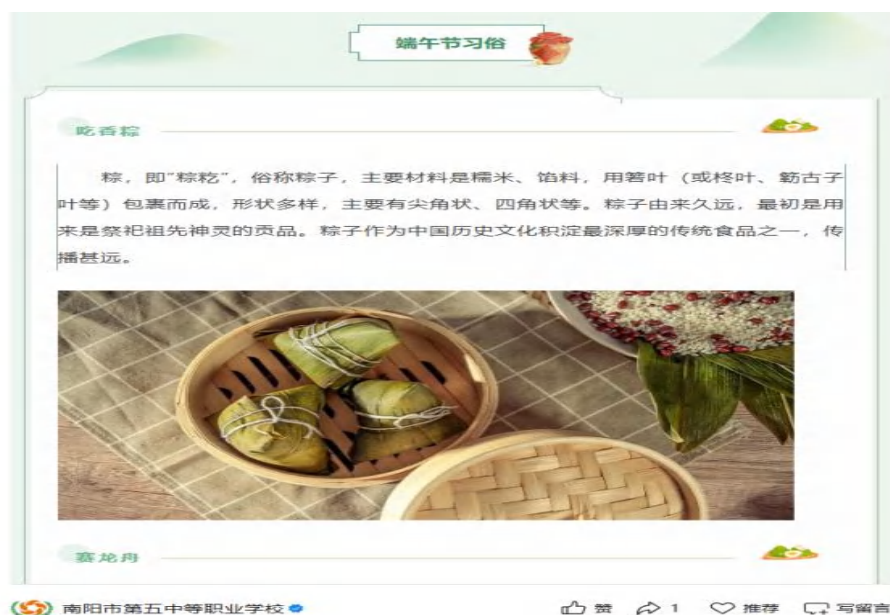 端午节习俗
吃香粽
粽，即“粽籺”，俗称粽子，主要材料是糯米、馅料，用箬叶（或柊叶、簕古子
叶等）包裹而成，形状多样，主要有尖角状、四角状等。粽子由来久远，最初是用
来是祭祀祖先神灵的贡品。粽子作为中国历史文化积淀最深厚的传统食品之一，传
播甚远。
赛龙舟
南阳市第五中等职业学校
赞 1 推荐 写留言